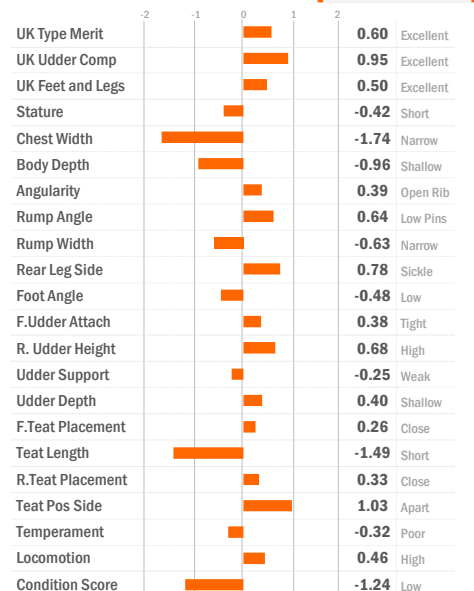 -2 -1 0 1 2
UK Type Merit 0.60 Excellent
UK Udder Comp 0.95 Excellent
UK Feet and Legs 0.50 Excellent
Stature -0.42 Short
Chest Width -1.74 Narrow
Body Depth -0.96 Shallow
Angularity 0.39 Open Rib
Rump Angle 0.64 Low Pins
Rump Width -0.63 Narrow
Rear Leg Side 0.78 Sickle
Foot Angle -0.48 Low
F.Udder Attach 0.38 Tight
R. Udder Height 0.68 High
Udder Support -0.25 Weak
Udder Depth 0.40 Shallow
F.Teat Placement 0.26 Close
Teat Length -1.49 Short
R.Teat Placement 0.33 Close
Teat Pos Side 1.03 Apart
Temperament -0.32 Poor
Locomotion 0.46 High
Condition Score -1.24 Low